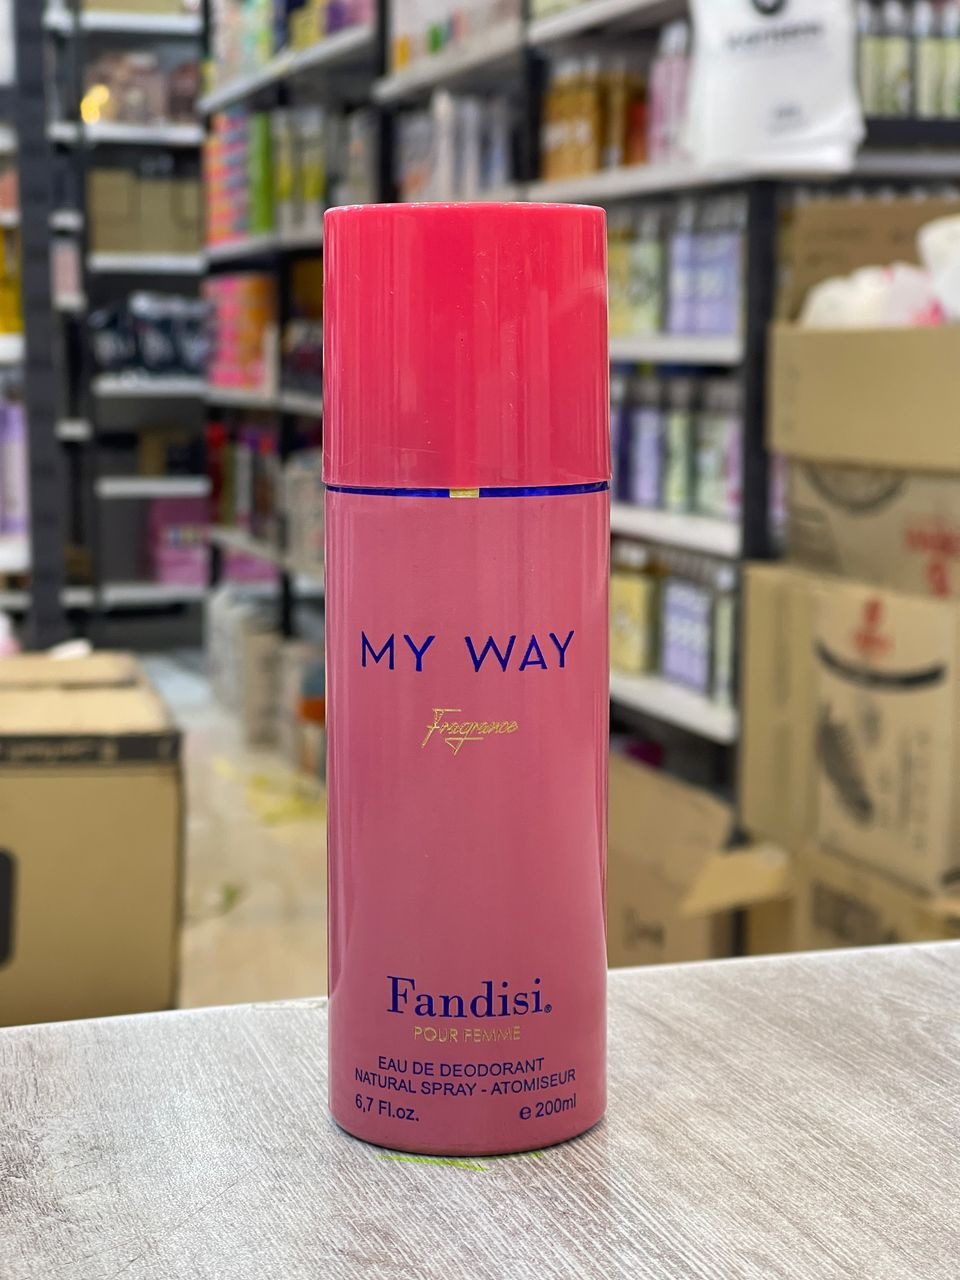 MY WAY
Fragrance
Fandisi®
POUR FEMME
EAU DE DEODORANT
NATURAL SPRAY - ATOMISEUR
6,7 Fl.oz. ℮ 200ml